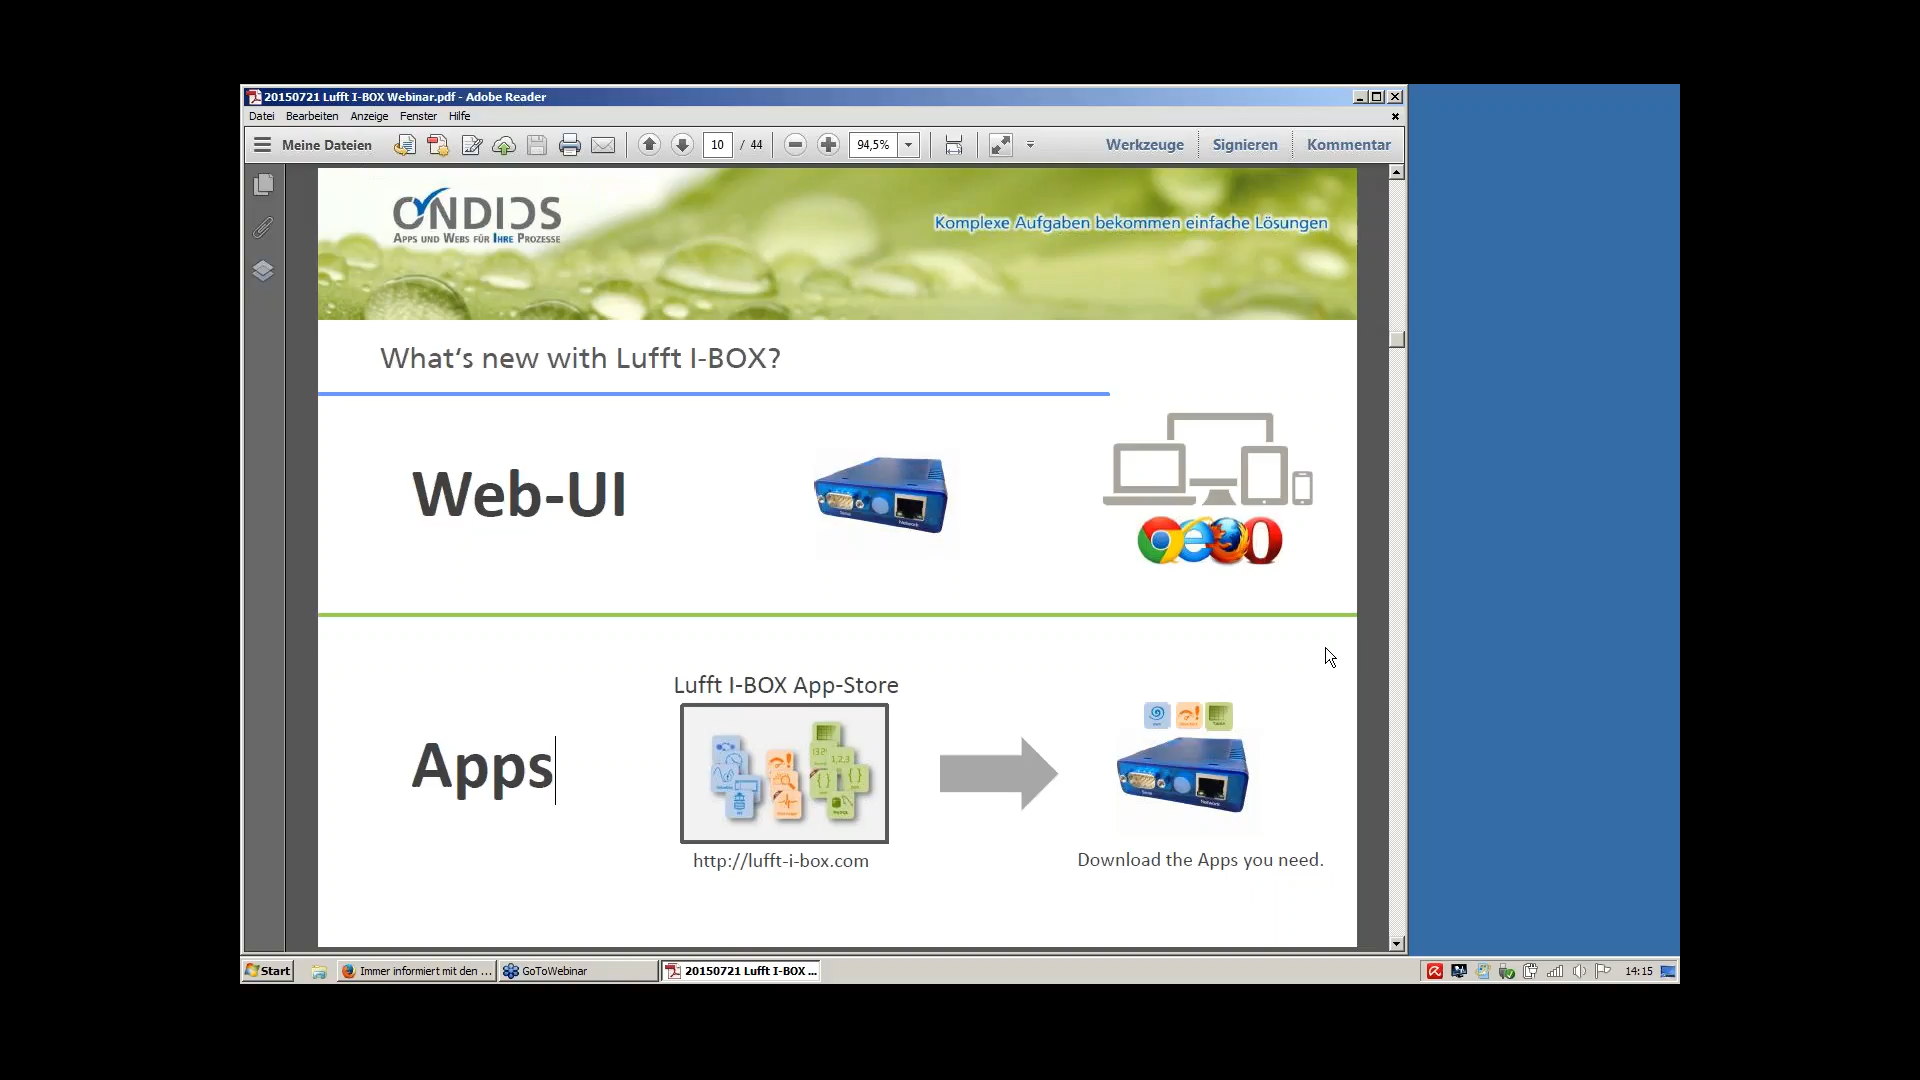 20150721 Lufft I-BOX Webinar.pdf - Adobe Reader
Datei Bearbeiten Anzeige Fenster Hilfe
Meine Dateien 10 / 44 94,5% Werkzeuge Signieren Kommentar
ONDICS
APPS UND WEBS FÜR IHRE PROZESSE
Komplexe Aufgaben bekommen einfache Lösungen
What's new with Lufft I-BOX?
Web-UI
Network
Lufft I-BOX App-Store
Apps
Network
http://lufft-i-box.com
Download the Apps you need.
Start Immer informiert mit den ... GoToWebinar 20150721 Lufft I-BOX ... 14:15